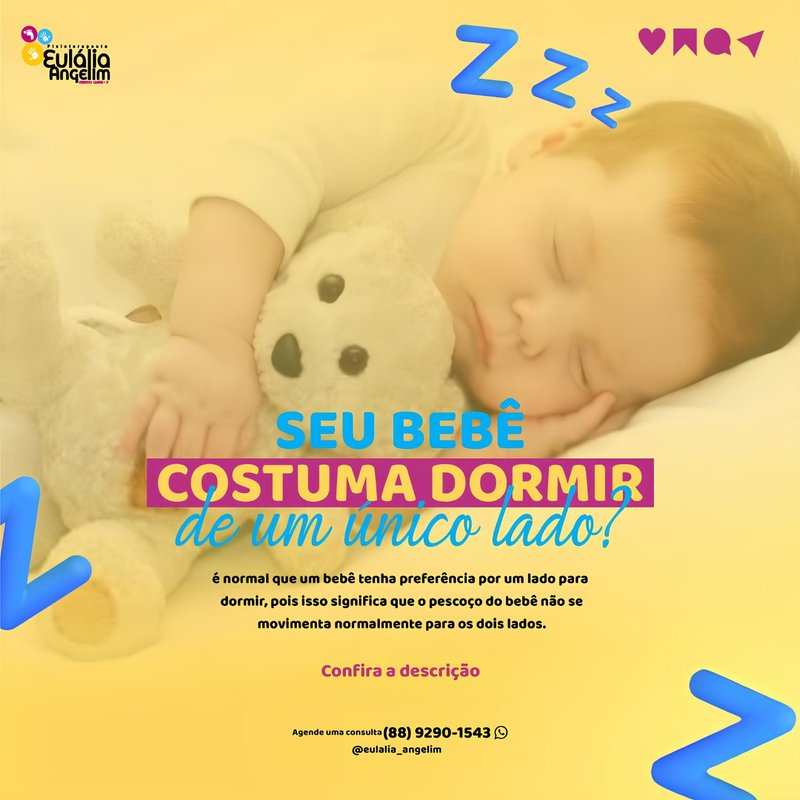 Fisioterapeuta
Eulália
Angelim
SEU BEBÊ
COSTUMA DORMIR
de um único lado?
é normal que um bebê tenha preferência por um lado para
dormir, pois isso significa que o pescoço do bebê não se
movimenta normalmente para os dois lados.
Confira a descrição
Agende uma consulta (88) 9290-1543
@eulalia_angelim
Z Z Z
Z
Z